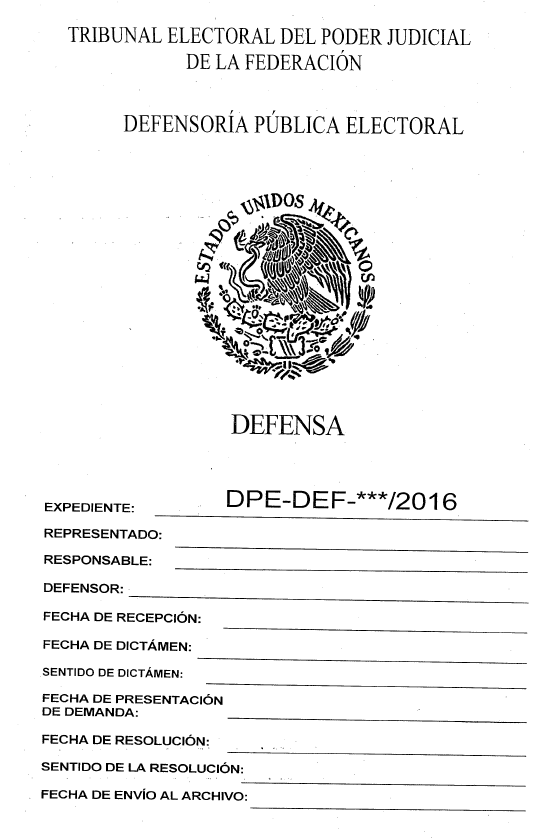 TRIBUNAL ELECTORAL DEL PODER JUDICIAL
DE LA FEDERACIÓN
DEFENSORÍA PÚBLICA ELECTORAL
ESTADOS UNIDOS MEXICANOS
DEFENSA
EXPEDIENTE: DPE-DEF-***/2016
REPRESENTADO:
RESPONSABLE:
DEFENSOR:
FECHA DE RECEPCIÓN:
FECHA DE DICTÁMEN:
SENTIDO DE DICTÁMEN:
FECHA DE PRESENTACIÓN
DE DEMANDA:
FECHA DE RESOLUCIÓN:
SENTIDO DE LA RESOLUCIÓN:
FECHA DE ENVÍO AL ARCHIVO: